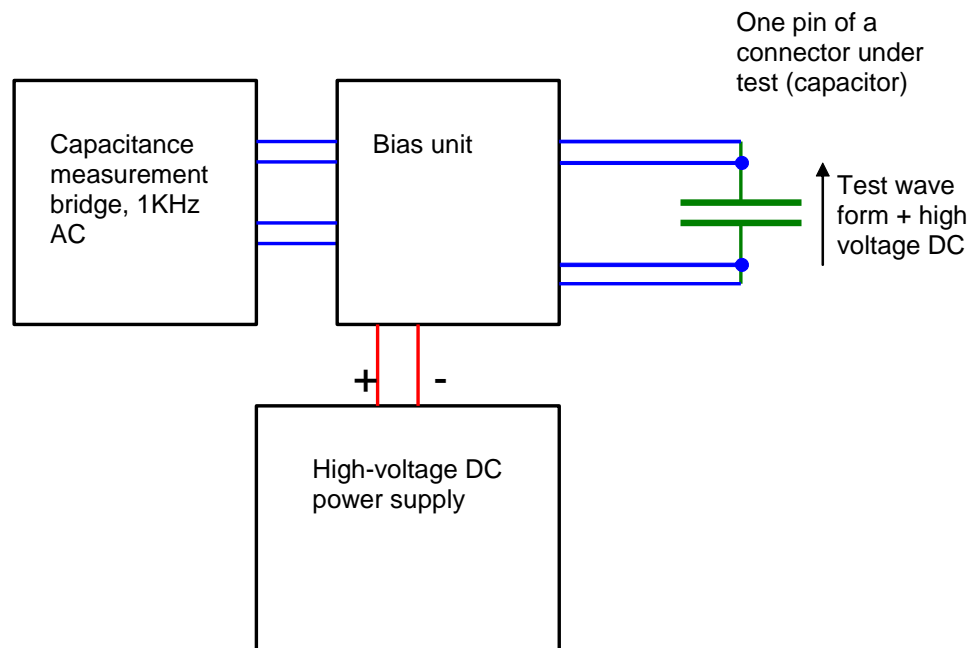 One pin of a
connector under
test (capacitor)
Capacitance
measurement
bridge, 1KHz
AC
Bias unit
Test wave
form + high
voltage DC
+ -
High-voltage DC
power supply